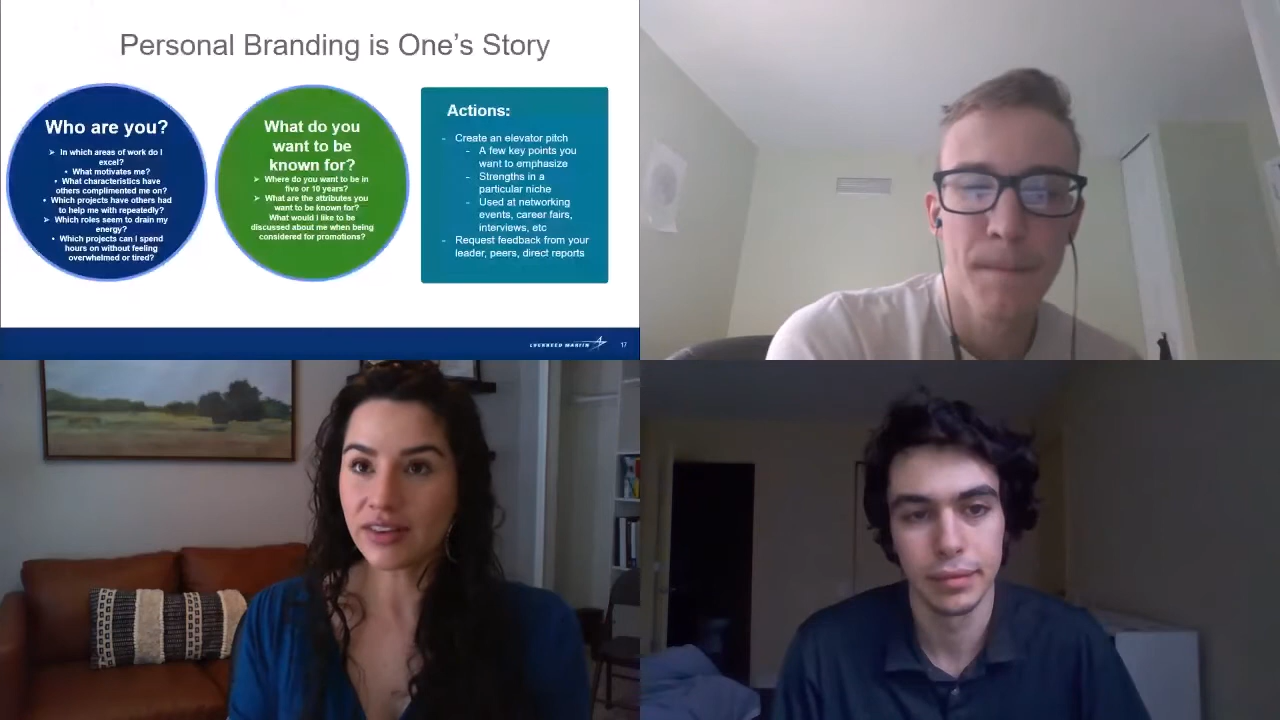 Personal Branding is One's Story
Who are you?
➢ In which areas of work do I
excel?
• What motivates me?
• What characteristics have
others complimented me on?
• Which projects have others had
to help me with repeatedly?
➢ Which roles seem to drain my
energy?
• Which projects can I spend
hours on without feeling
overwhelmed or tired?
What do you
want to be
known for?
➢ Where do you want to be in
five or 10 years?
➢ What are the attributes you
want to be known for?
What would I like to be
discussed about me when being
considered for promotions?
Actions:
- Create an elevator pitch
- A few key points you
want to emphasize
- Strengths in a
particular niche
- Used at networking
events, career fairs,
interviews, etc
- Request feedback from your
leader, peers, direct reports
LOCKHEED MARTIN
17